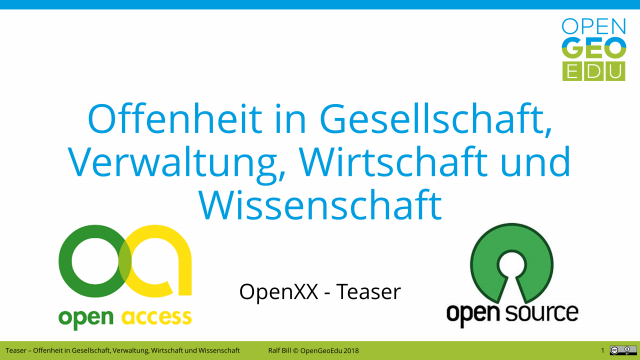 OPEN
GEO
EDU
Offenheit in Gesellschaft,
Verwaltung, Wirtschaft und
Wissenschaft
open access
OpenXX - Teaser
open source
Teaser – Offenheit in Gesellschaft, Verwaltung, Wirtschaft und Wissenschaft
Ralf Bill © OpenGeoEdu 2018
1